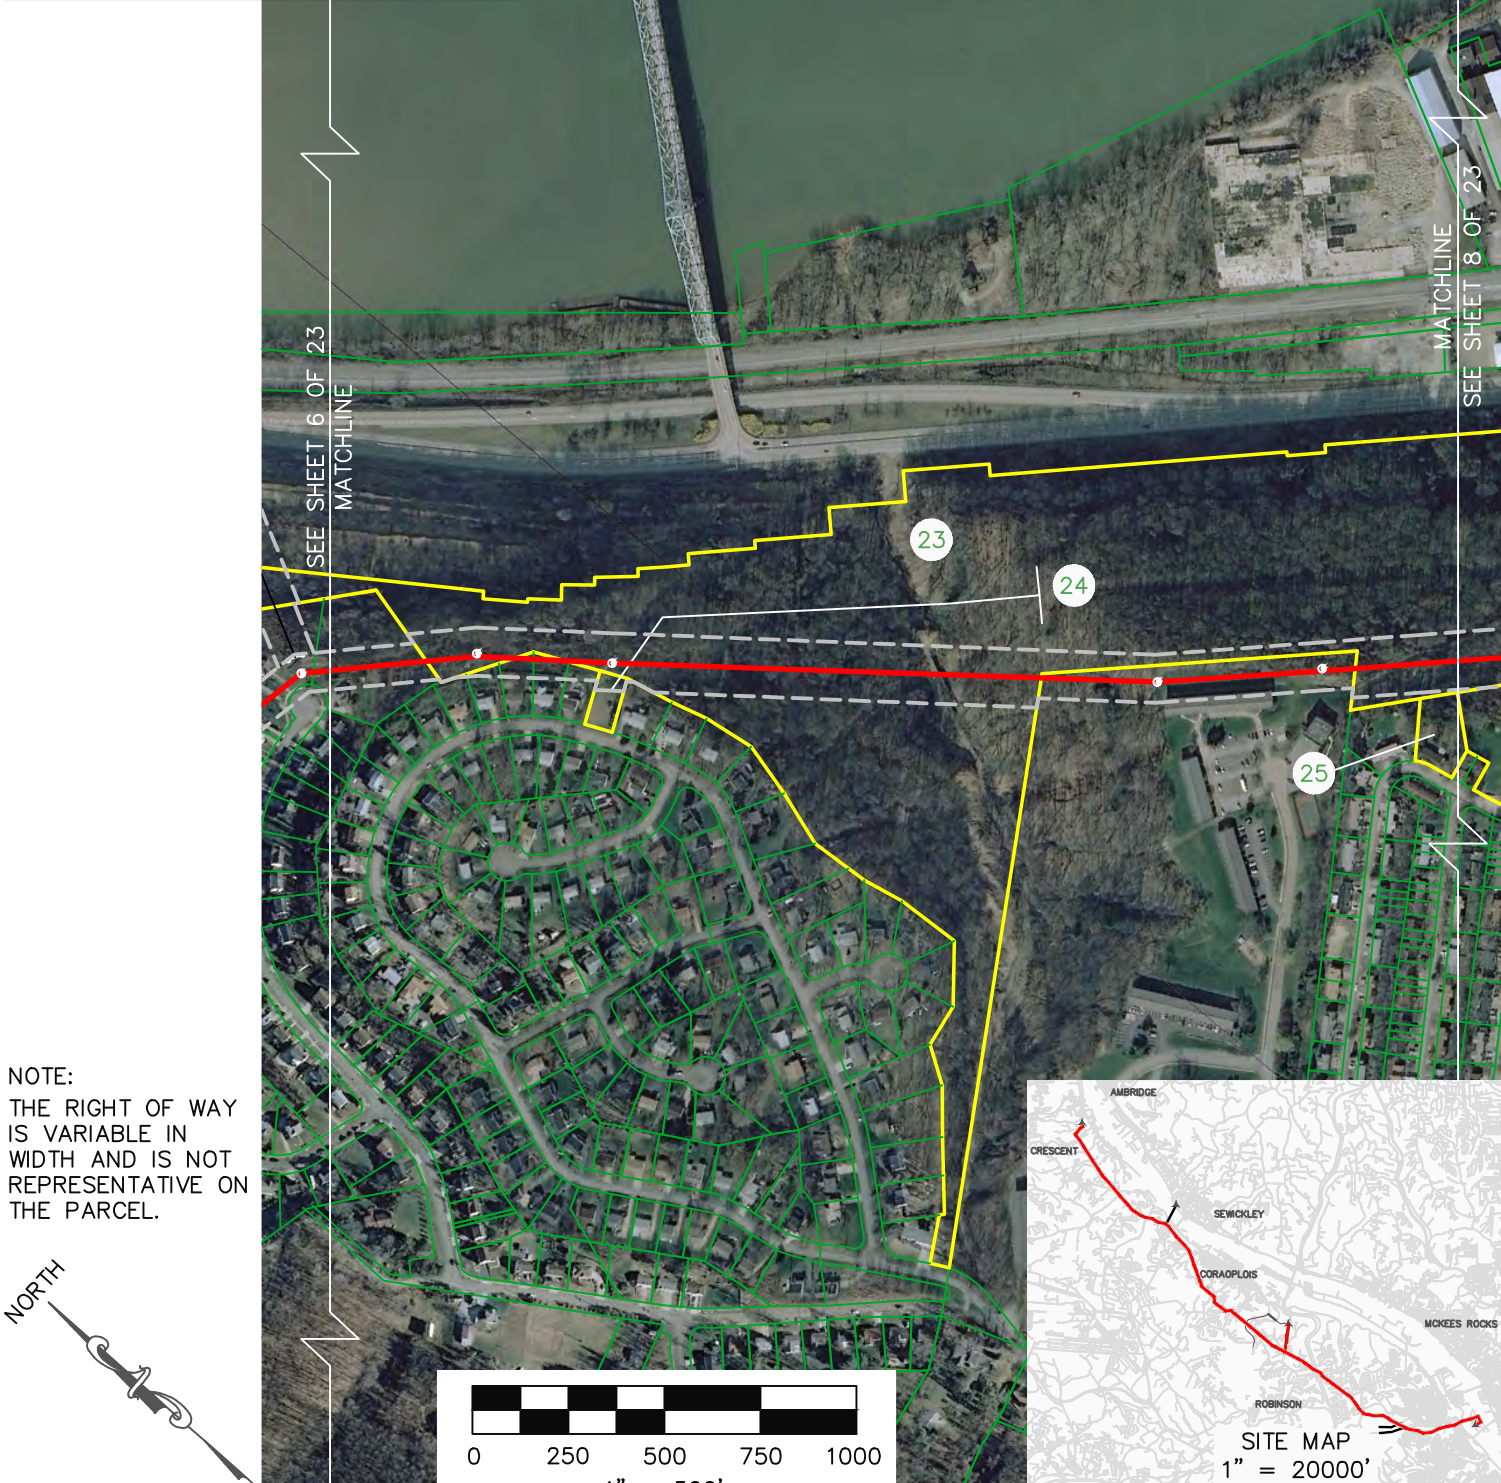 SEE SHEET 6 OF 23
MATCHLINE
MATCHLINE
SEE SHEET 8 OF 23
23
24
25
NOTE:
THE RIGHT OF WAY
IS VARIABLE IN
WIDTH AND IS NOT
REPRESENTATIVE ON
THE PARCEL.
NORTH
0 250 500 750 1000
AMBRIDGE
CRESCENT
SEWICKLEY
CORAOPLOIS
MCKEES ROCKS
ROBINSON
SITE MAP
1" = 20000'